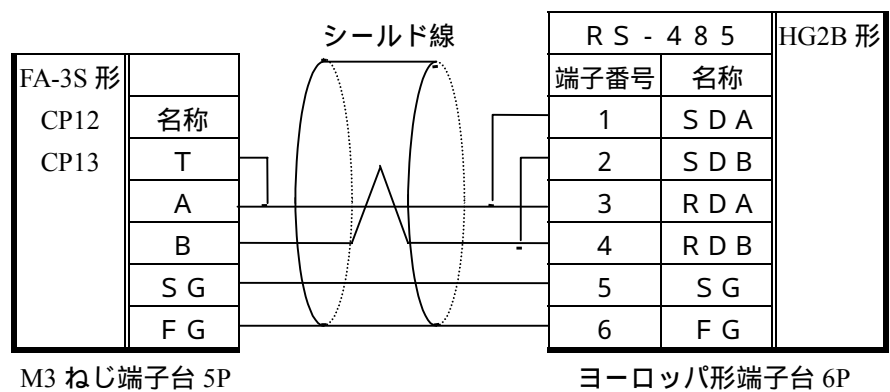 シールド線
RS-485 HG2B 形
FA-3S 形 端子番号 名称
CP12 名称 1 SDA
CP13 T 2 SDB
A 3 RDA
B 4 RDB
SG 5 SG
FG 6 FG
M3 ねじ端子台 5P ヨーロッパ形端子台 6P